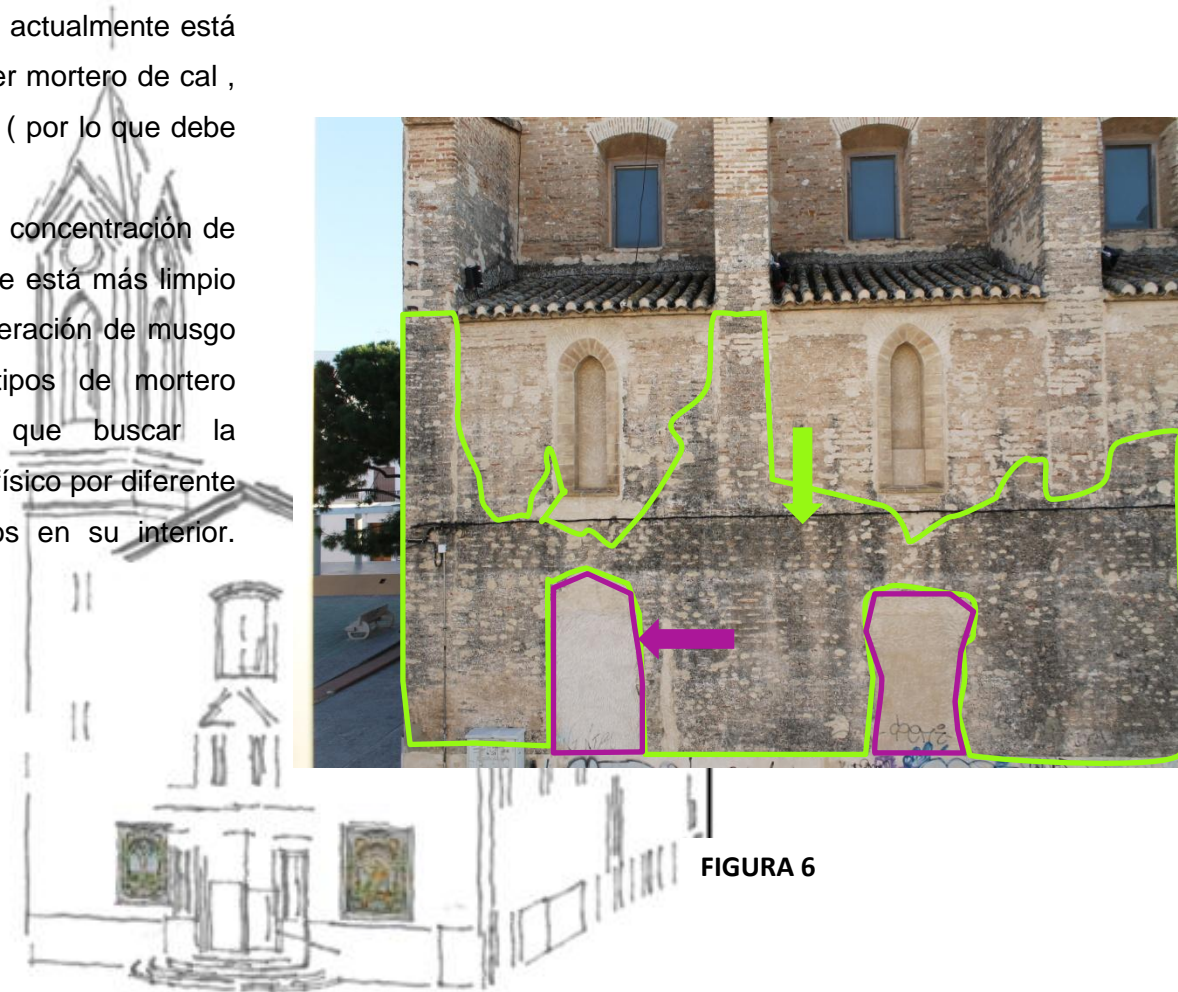 actualmente está
er mortero de cal ,
( por lo que debe
concentración de
e está más limpio
eración de musgo
tipos de mortero
que buscar la
físico por diferente
os en su interior.
FIGURA 6